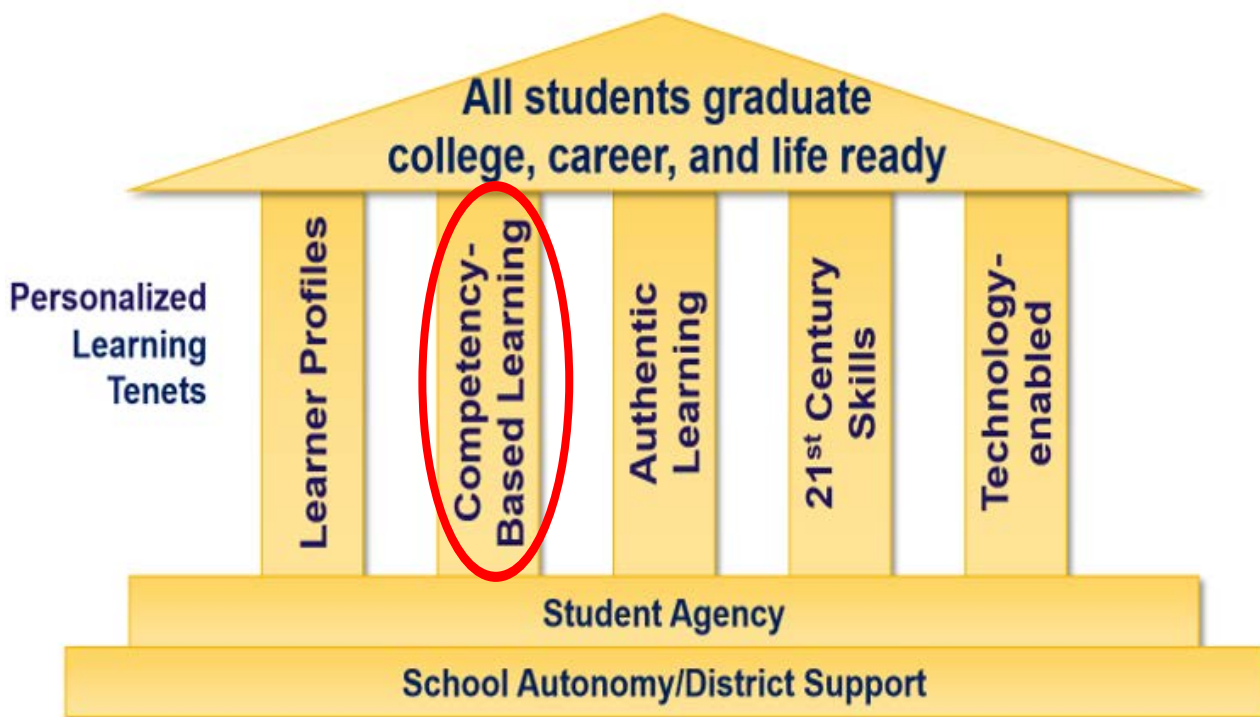 All students graduate
college, career, and life ready
Personalized
Learning
Tenets
Learner Profiles
Competency-
Based Learning
Authentic
Learning
21st Century
Skills
Technology-
enabled
Student Agency
School Autonomy/District Support